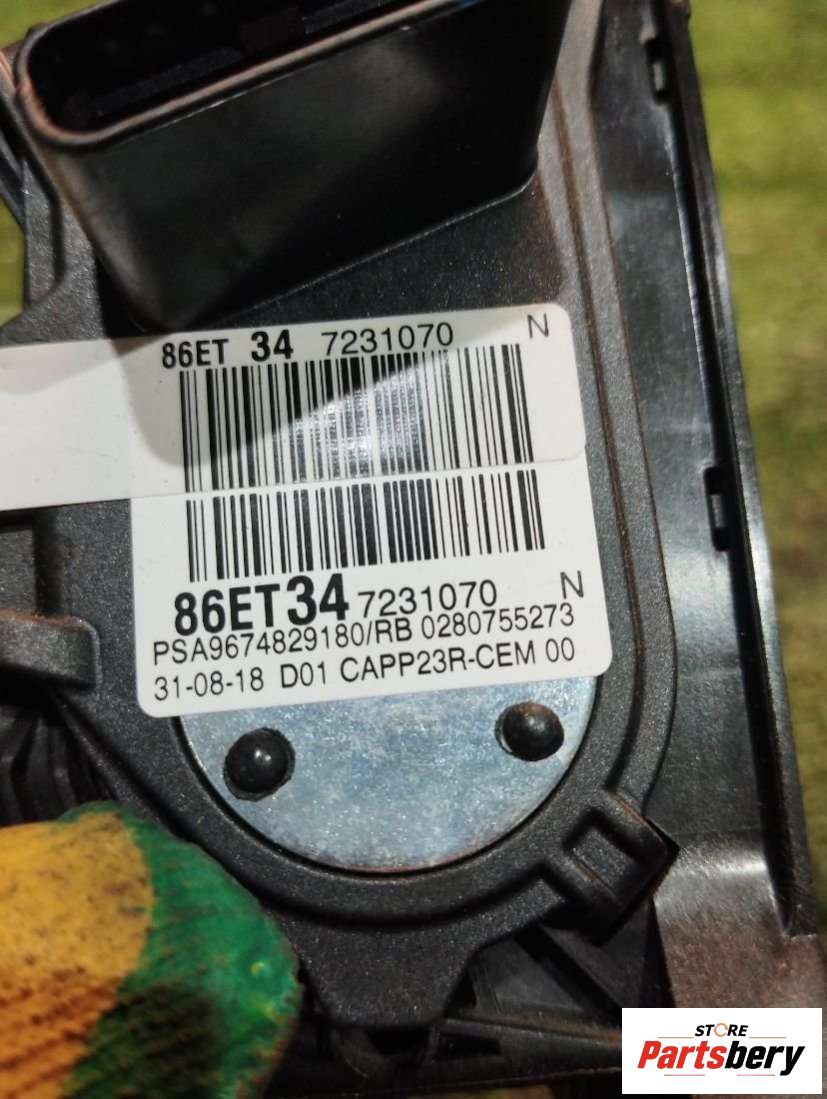 86ET 34 7231070 N
86ET34 7231070 N
PSA9674829180/RB 0280755273
31-08-18 D01 CAPP23R-CEM 00
STORE
Partsbery